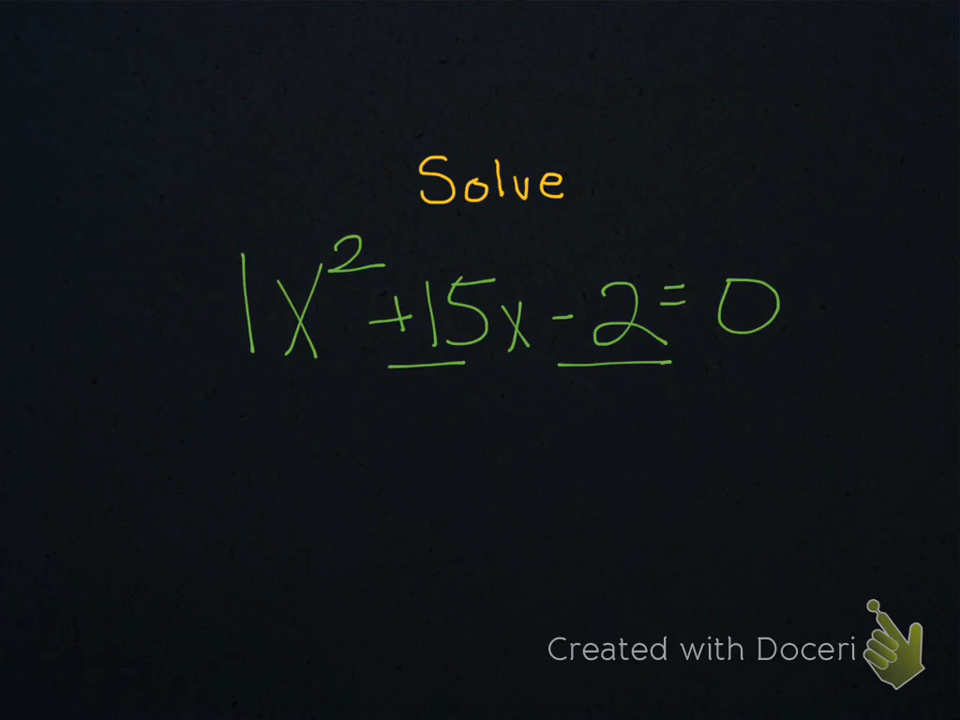 Solve
1x² +15x - 2 = 0
Created with Doceri